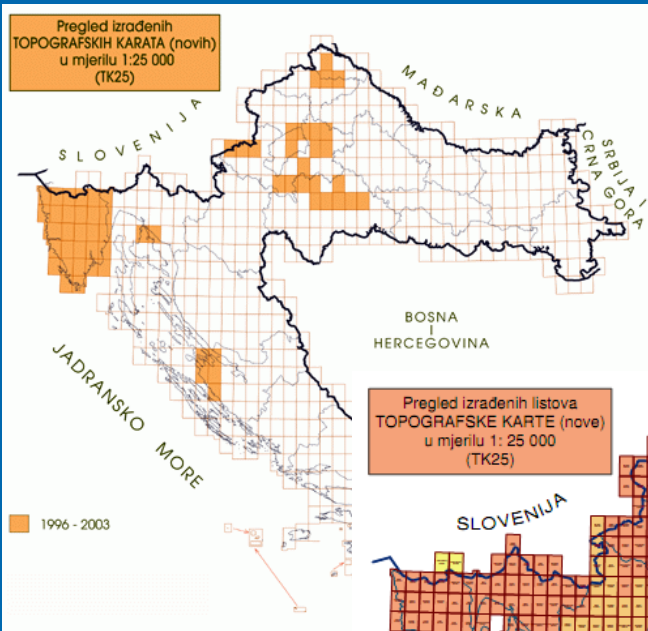 Pregled izrađenih
TOPOGRAFSKIH KARATA (novih)
u mjerilu 1:25 000
(TK25)
MAĐARSKA
SLOVENIJA
SRBIJA I
CRNA GORA
BOSNA
I
HERCEGOVINA
JADRANSKO MORE
1996 - 2003
Pregled izrađenih listova
TOPOGRAFSKE KARTE (nove)
u mjerilu 1: 25 000
(TK25)
SLOVENIJA